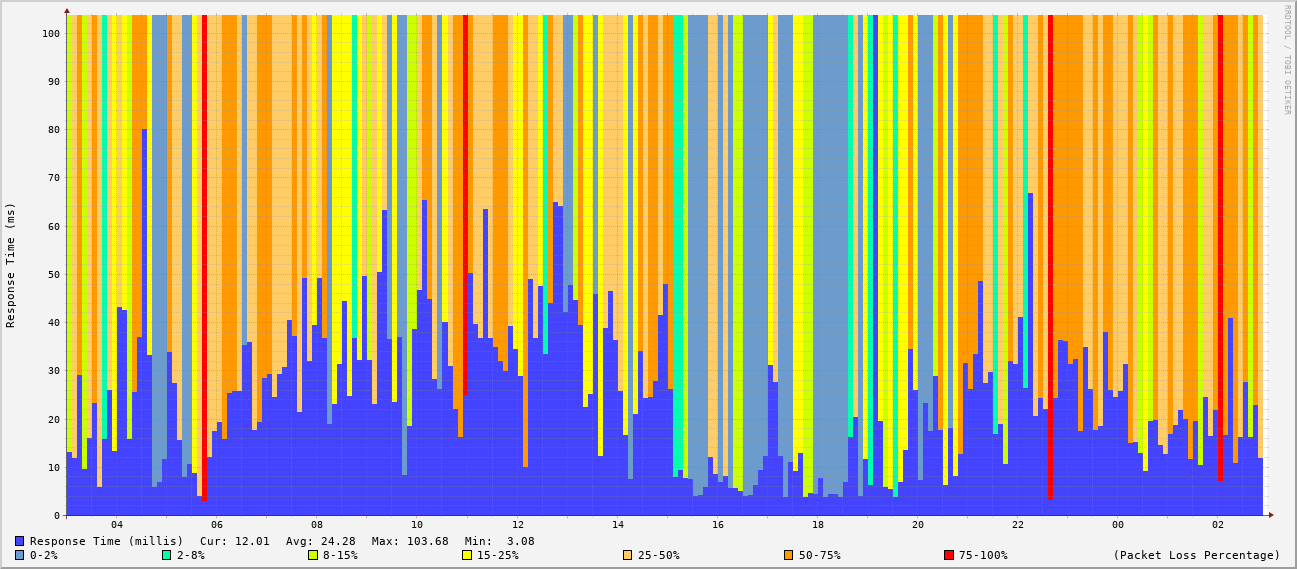 RRDTOOL / TOBI OETIKER
Response Time (ms)
100
90
80
70
60
50
40
30
20
10
0
04 06 08 10 12 14 16 18 20 22 00 02
Response Time (millis) Cur: 12.01 Avg: 24.28 Max: 103.68 Min: 3.08
0-2% 2-8% 8-15% 15-25% 25-50% 50-75% 75-100% (Packet Loss Percentage)